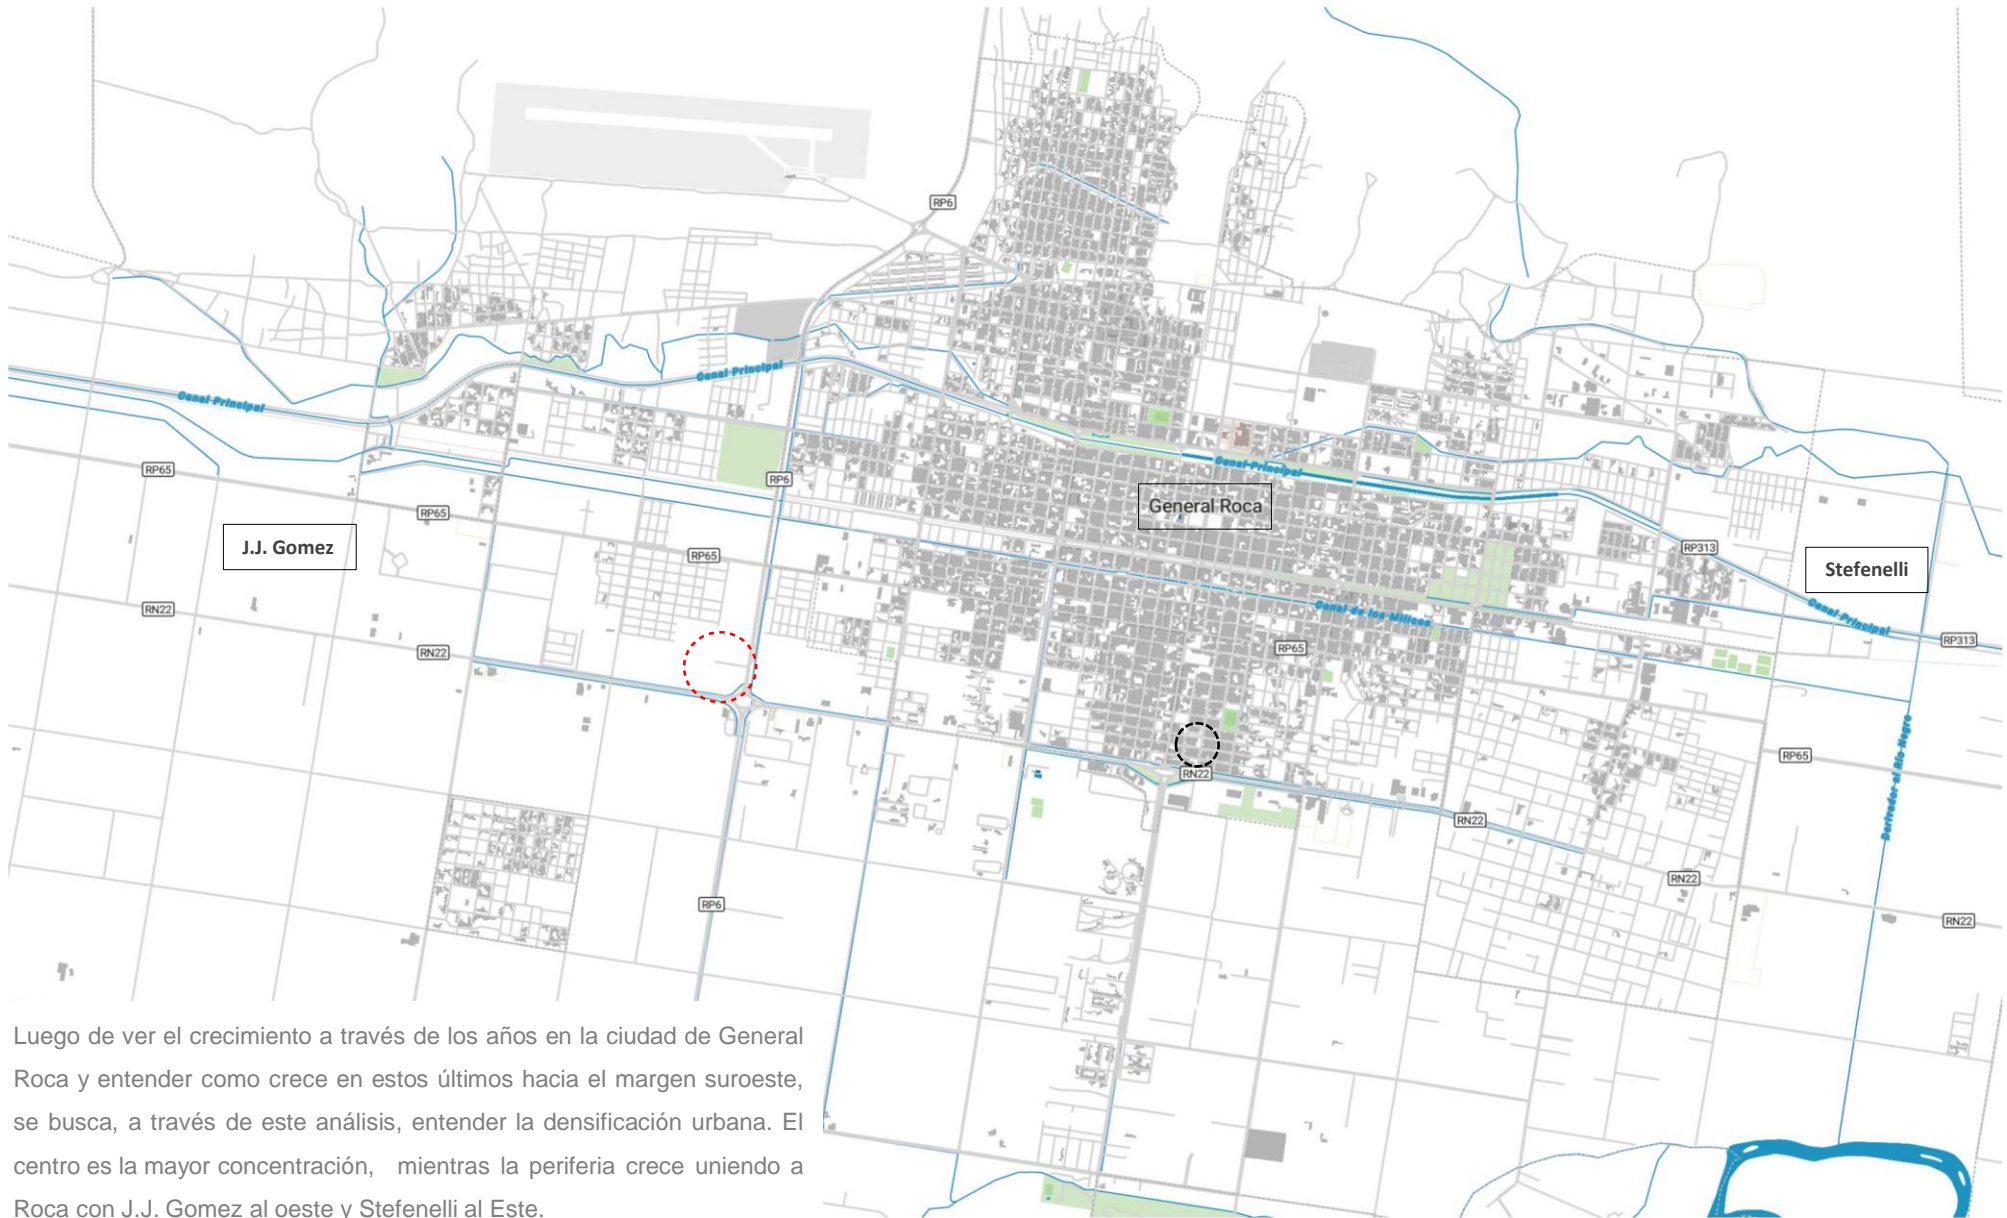 RP6
Canal Principal
Canal Principal
RP65
RP6
Canal Principal
General Roca
RP65
J.J. Gomez
RP65
RP313
Stefenelli
RN22
Canal de los Milicos
Canal Principal
RP313
RN22
RP65
RN22
RP65
Derivador al Río Negro
RN22
RN22
RP6
RN22
Luego de ver el crecimiento a través de los años en la ciudad de General
Roca y entender como crece en estos últimos hacia el margen suroeste,
se busca, a través de este análisis, entender la densificación urbana. El
centro es la mayor concentración, mientras la periferia crece uniendo a
Roca con J.J. Gomez al oeste y Stefenelli al Este.